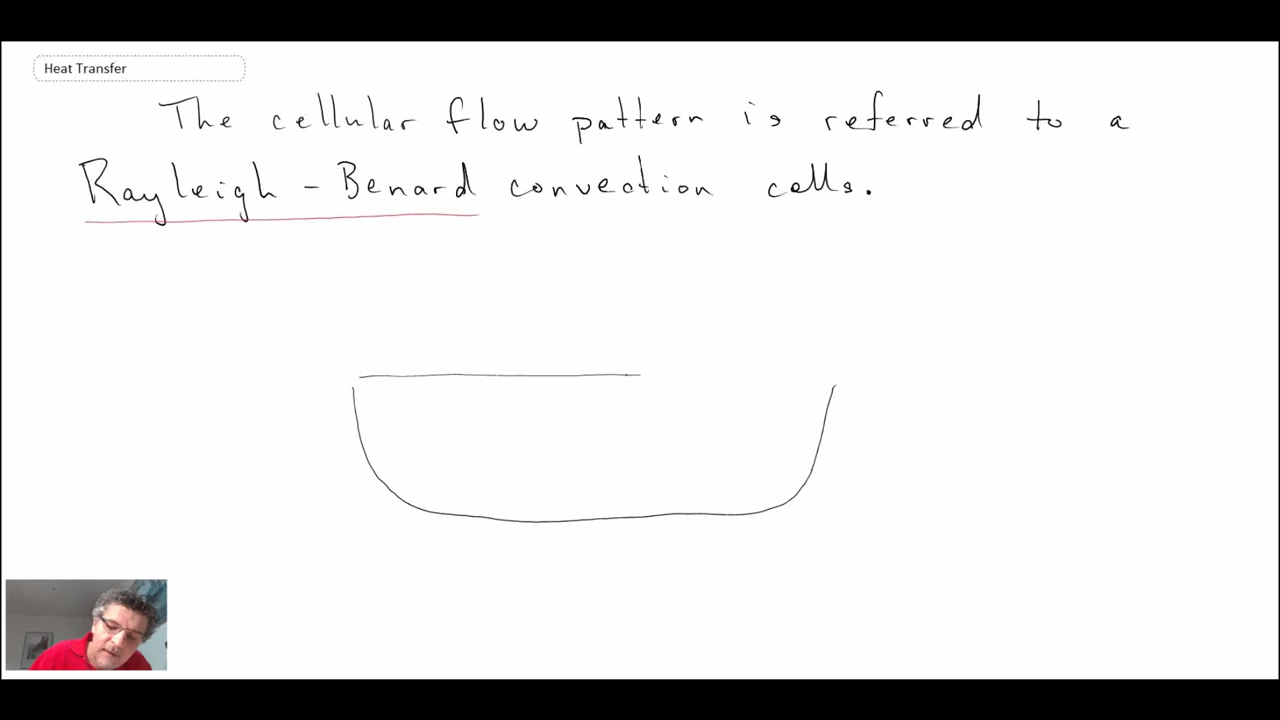 Heat Transfer
The cellular flow pattern is referred to a
Rayleigh - Benard convection cells.